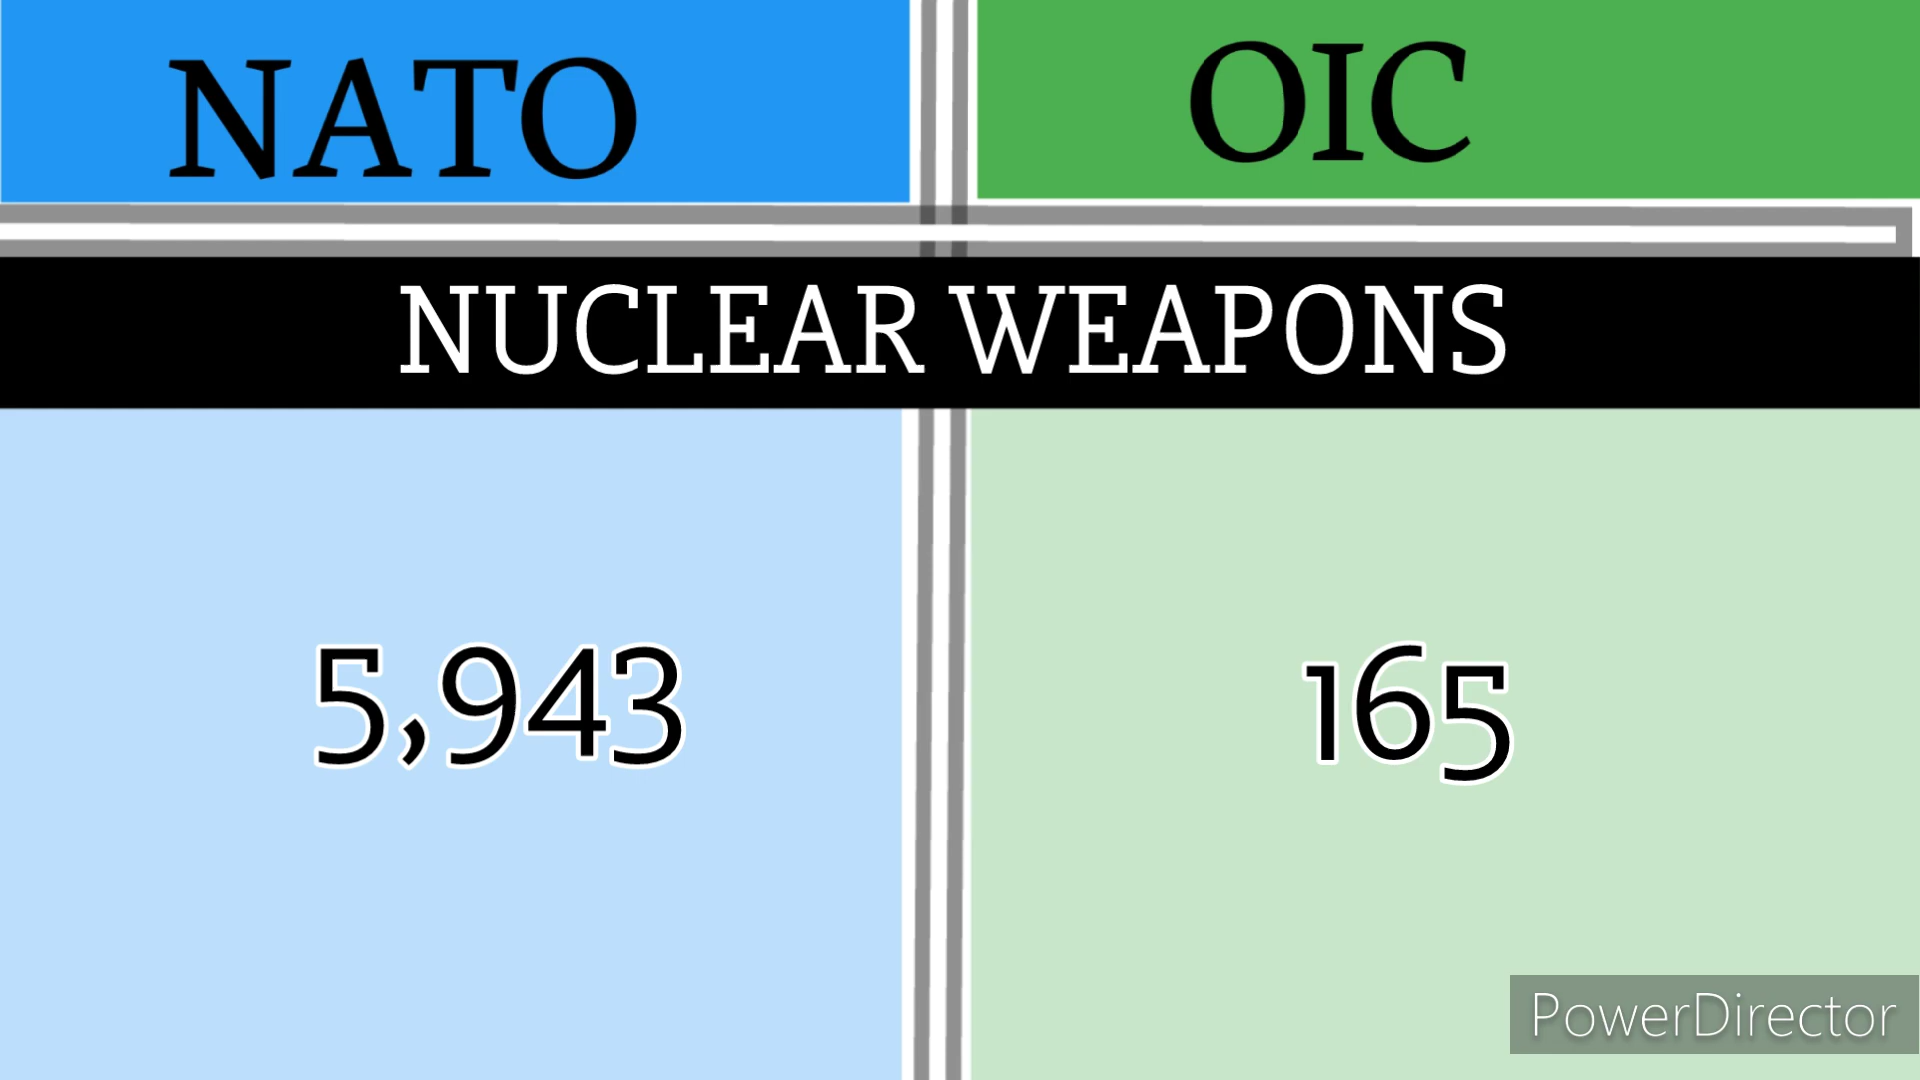 NATO
OIC
NUCLEAR WEAPONS
5,943
165
PowerDirector